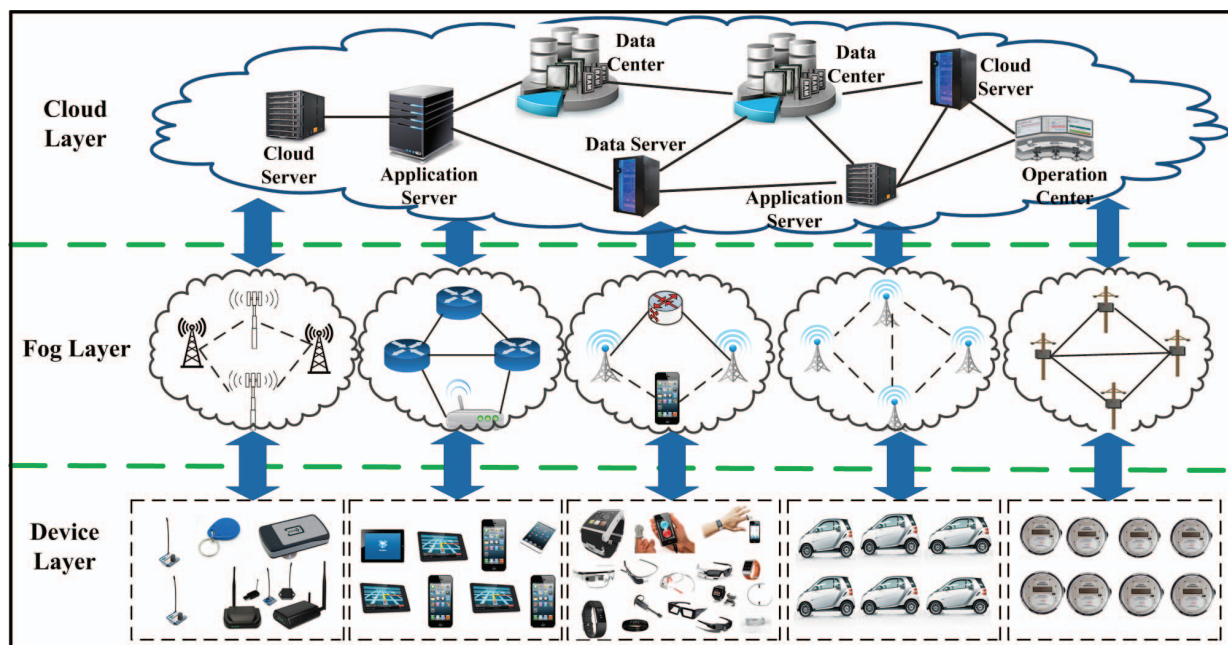 Data
Center
Data
Center
Cloud
Server
Cloud
Layer
Cloud
Server
Application
Server
Data Server
Application
Server
Operation
Center
Fog Layer
Device
Layer